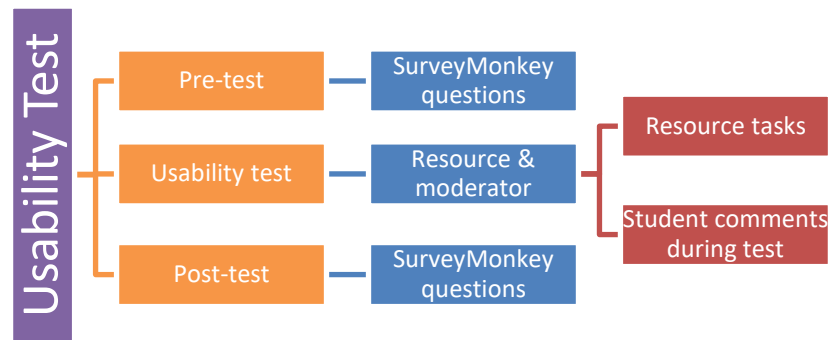 Usability Test
Pre-test
SurveyMonkey
questions
Usability test
Resource &
moderator
Resource tasks
Student comments
during test
Post-test
SurveyMonkey
questions